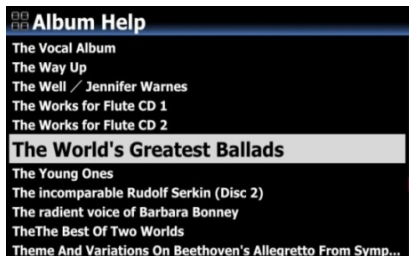 Album Help
The Vocal Album
The Way Up
The Well ／ Jennifer Warnes
The Works for Flute CD 1
The Works for Flute CD 2
The World's Greatest Ballads
The Young Ones
The incomparable Rudolf Serkin (Disc 2)
The radient voice of Barbara Bonney
TheThe Best Of Two Worlds
Theme And Variations On Beethoven's Allegretto From Symp...